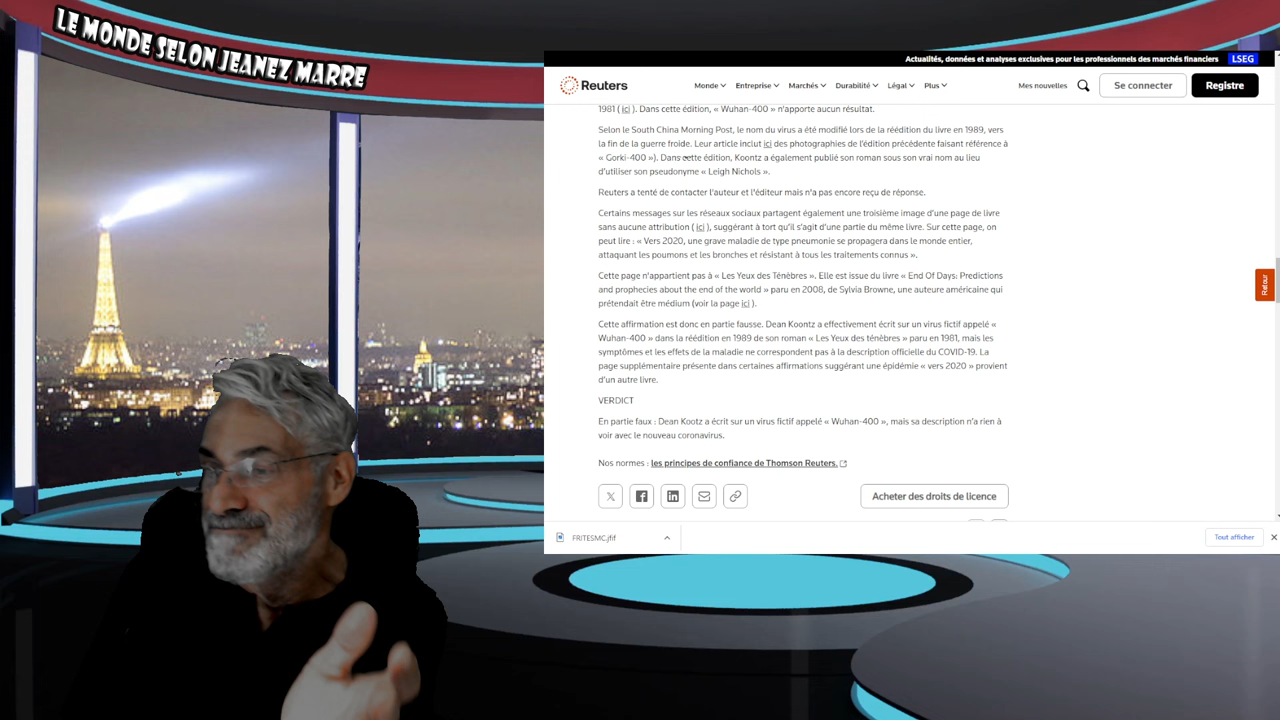 LE MONDE SELON JEANEZ MARRE
Actualités, données et analyses exclusives pour les professionnels des marchés financiers LSEG
Reuters Monde Entreprise Marchés Durabilité Légal Plus Mes nouvelles Se connecter Registre
1981 ( ici ). Dans cette édition, « Wuhan-400 » n'apporte aucun résultat.
Selon le South China Morning Post, le nom du virus a été modifié lors de la réédition du livre en 1989, vers
la fin de la guerre froide. Leur article inclut ici des photographies de l'édition précédente faisant référence à
« Gorki-400 »). Dans cette édition, Koontz a également publié son roman sous son vrai nom au lieu
d'utiliser son pseudonyme « Leigh Nichols ».
Reuters a tenté de contacter l'auteur et l'éditeur mais n'a pas encore reçu de réponse.
Certains messages sur les réseaux sociaux partagent également une troisième image d'une page de livre
sans aucune attribution ( ici ), suggérant à tort qu'il s'agit d'une partie du même livre. Sur cette page, on
peut lire : « Vers 2020, une grave maladie de type pneumonie se propagera dans le monde entier,
attaquant les poumons et les bronches et résistant à tous les traitements connus ».
Cette page n'appartient pas à « Les Yeux des Ténèbres ». Elle est issue du livre « End Of Days: Predictions
and prophecies about the end of the world » paru en 2008, de Sylvia Browne, une auteure américaine qui
prétendait être médium (voir la page ici ).
Cette affirmation est donc en partie fausse. Dean Koontz a effectivement écrit sur un virus fictif appelé «
Wuhan-400 » dans la réédition en 1989 de son roman « Les Yeux des ténèbres » paru en 1981, mais les
symptômes et les effets de la maladie ne correspondent pas à la description officielle du COVID-19. La
page supplémentaire présente dans certaines affirmations suggérant une épidémie « vers 2020 » provient
d'un autre livre.
VERDICT
En partie faux : Dean Kootz a écrit sur un virus fictif appelé « Wuhan-400 », mais sa description n'a rien à
voir avec le nouveau coronavirus.
Nos normes : les principes de confiance de Thomson Reuters.
Acheter des droits de licence
Retour
FRITESMC.jfif
Tout afficher